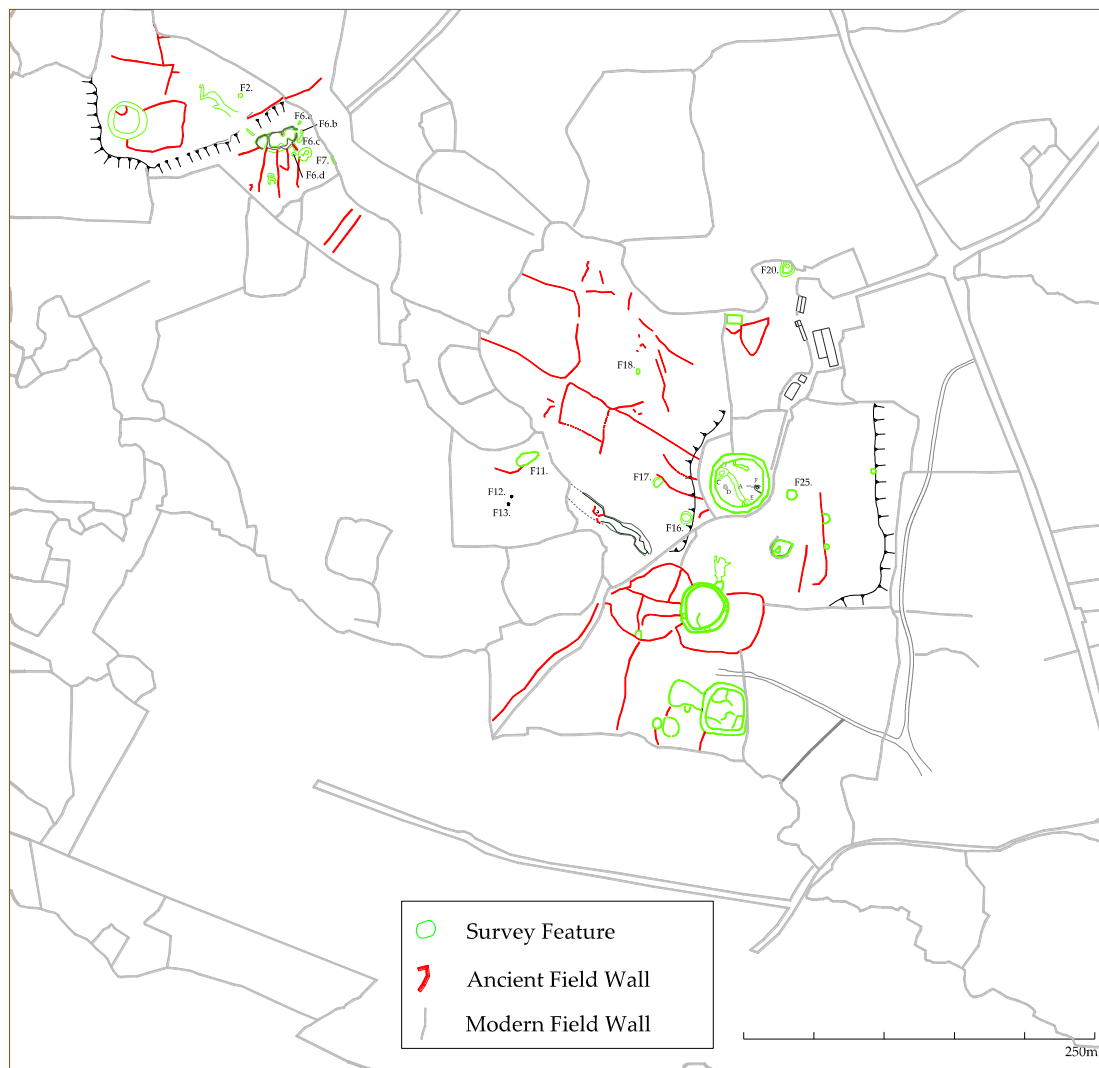 F2.
F6.a
F6.b
F6.c
F7.
F6.d
F20.
F18.
F11.
F17.
F12.
F13.
F16.
F25.
C
D
A
F
E
Survey Feature
Ancient Field Wall
Modern Field Wall
250m